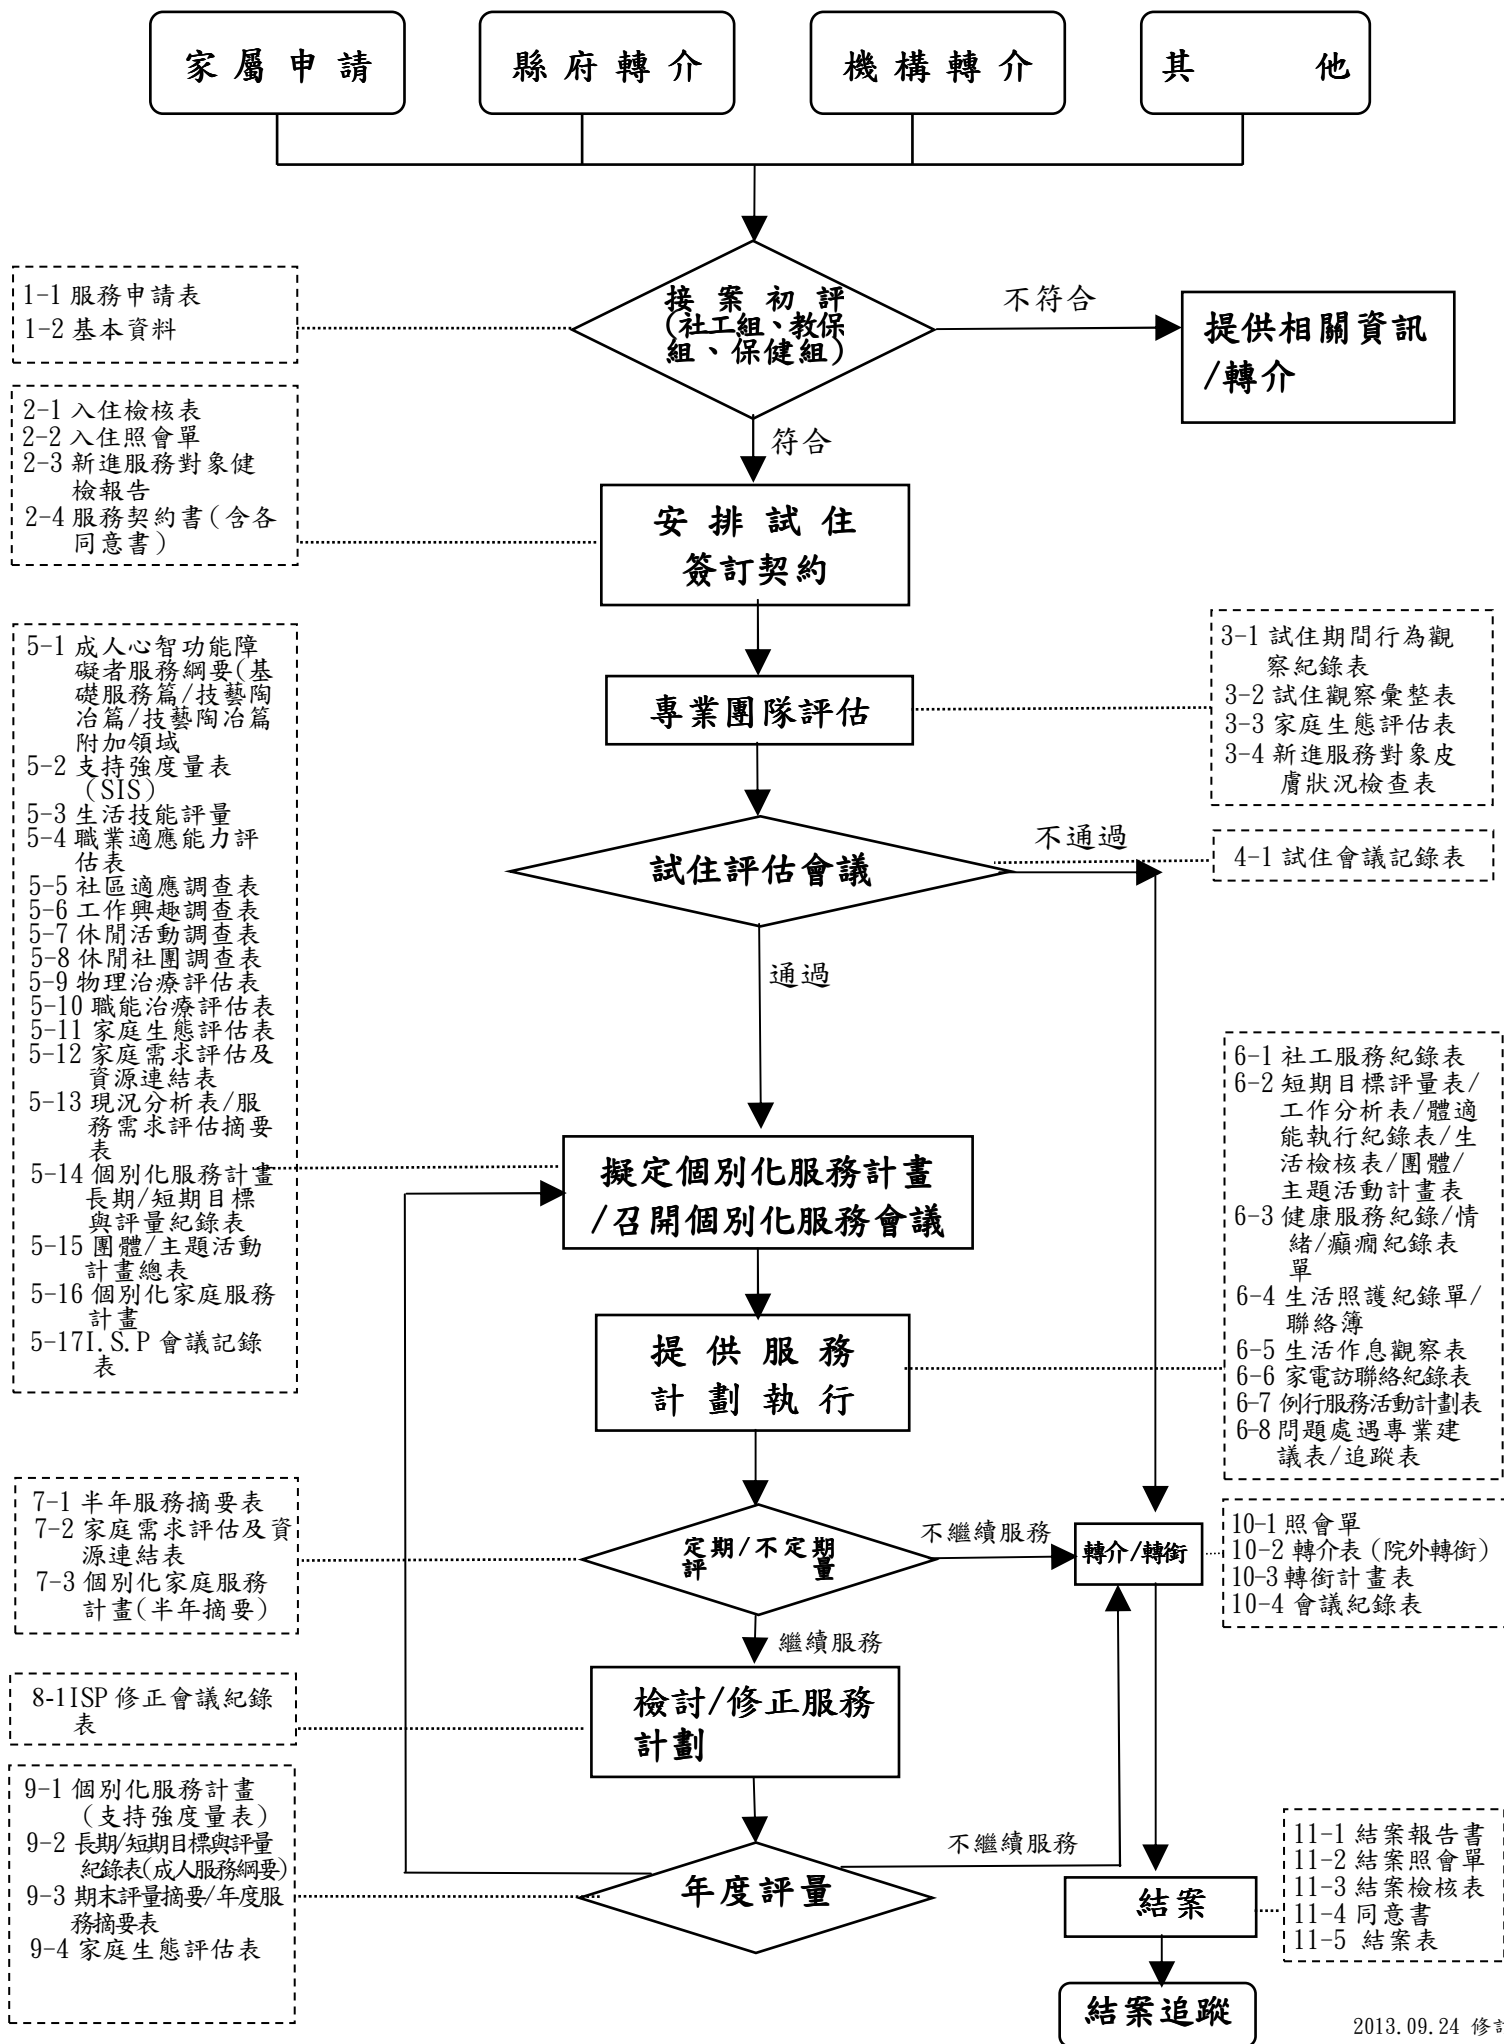 家屬申請
縣府轉介
機構轉介
其他
1-1 服務申請表
1-2 基本資料
接案初評
(社工組、教保
組、保健組)
不符合
提供相關資訊
/轉介
2-1 入住檢核表
2-2 入住照會單
2-3 新進服務對象健
檢報告
2-4 服務契約書(含各
同意書)
符合
安排試住
簽訂契約
專業團隊評估
3-1 試住期間行為觀
察紀錄表
3-2 試住觀察彙整表
3-3 家庭生態評估表
3-4 新進服務對象皮
膚狀況檢查表
試住評估會議
不通過
4-1 試住會議記錄表
通過
5-1 成人心智功能障
礙者服務綱要(基
礎服務篇/技藝陶
冶篇/技藝陶冶篇
附加領域
5-2 支持強度量表
(SIS)
5-3 生活技能評量
5-4 職業適應能力評
估表
5-5 社區適應調查表
5-6 工作興趣調查表
5-7 休閒活動調查表
5-8 休閒社團調查表
5-9 物理治療評估表
5-10 職能治療評估表
5-11 家庭生態評估表
5-12 家庭需求評估及
資源連結表
5-13 現況分析表/服
務需求評估摘要
表
5-14 個別化服務計畫
長期/短期目標
與評量紀錄表
5-15 團體/主題活動
計畫總表
5-16 個別化家庭服務
計畫
5-17I.S.P 會議記錄
表
擬定個別化服務計畫
/召開個別化服務會議
提供服務
計劃執行
6-1 社工服務紀錄表
6-2 短期目標評量表/
工作分析表/體適
能執行紀錄表/生
活檢核表/團體/
主題活動計畫表
6-3 健康服務紀錄/情
緒/癲癇紀錄表
單
6-4 生活照護紀錄單/
聯絡簿
6-5 生活作息觀察表
6-6 家電訪聯絡紀錄表
6-7 例行服務活動計劃表
6-8 問題處遇專業建
議表/追蹤表
7-1 半年服務摘要表
7-2 家庭需求評估及資
源連結表
7-3 個別化家庭服務
計畫(半年摘要)
定期/不定期
評量
不繼續服務
轉介/轉銜
10-1 照會單
10-2 轉介表(院外轉銜)
10-3 轉銜計畫表
10-4 會議紀錄表
繼續服務
8-1ISP 修正會議紀錄
表
檢討/修正服務
計劃
9-1 個別化服務計畫
(支持強度量表)
9-2 長期/短期目標與評量
紀錄表(成人服務綱要)
9-3 期末評量摘要/年度服
務摘要表
9-4 家庭生態評估表
年度評量
不繼續服務
結案
11-1 結案報告書
11-2 結案照會單
11-3 結案檢核表
11-4 同意書
11-5 結案表
結案追蹤
2013.09.24 修訂